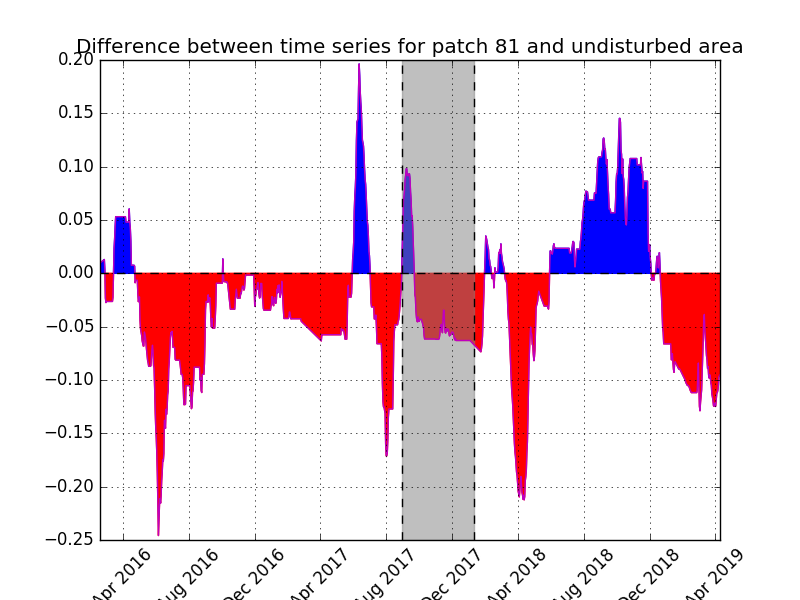 Difference between time series for patch 81 and undisturbed area
0.20
0.15
0.10
0.05
0.00
−0.05
−0.10
−0.15
−0.20
−0.25
Apr 2016
Aug 2016
Dec 2016
Apr 2017
Aug 2017
Dec 2017
Apr 2018
Aug 2018
Dec 2018
Apr 2019